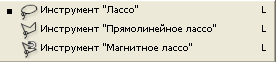 Инструмент "Лассо" L
Инструмент "Прямолинейное лассо" L
Инструмент "Магнитное лассо" L